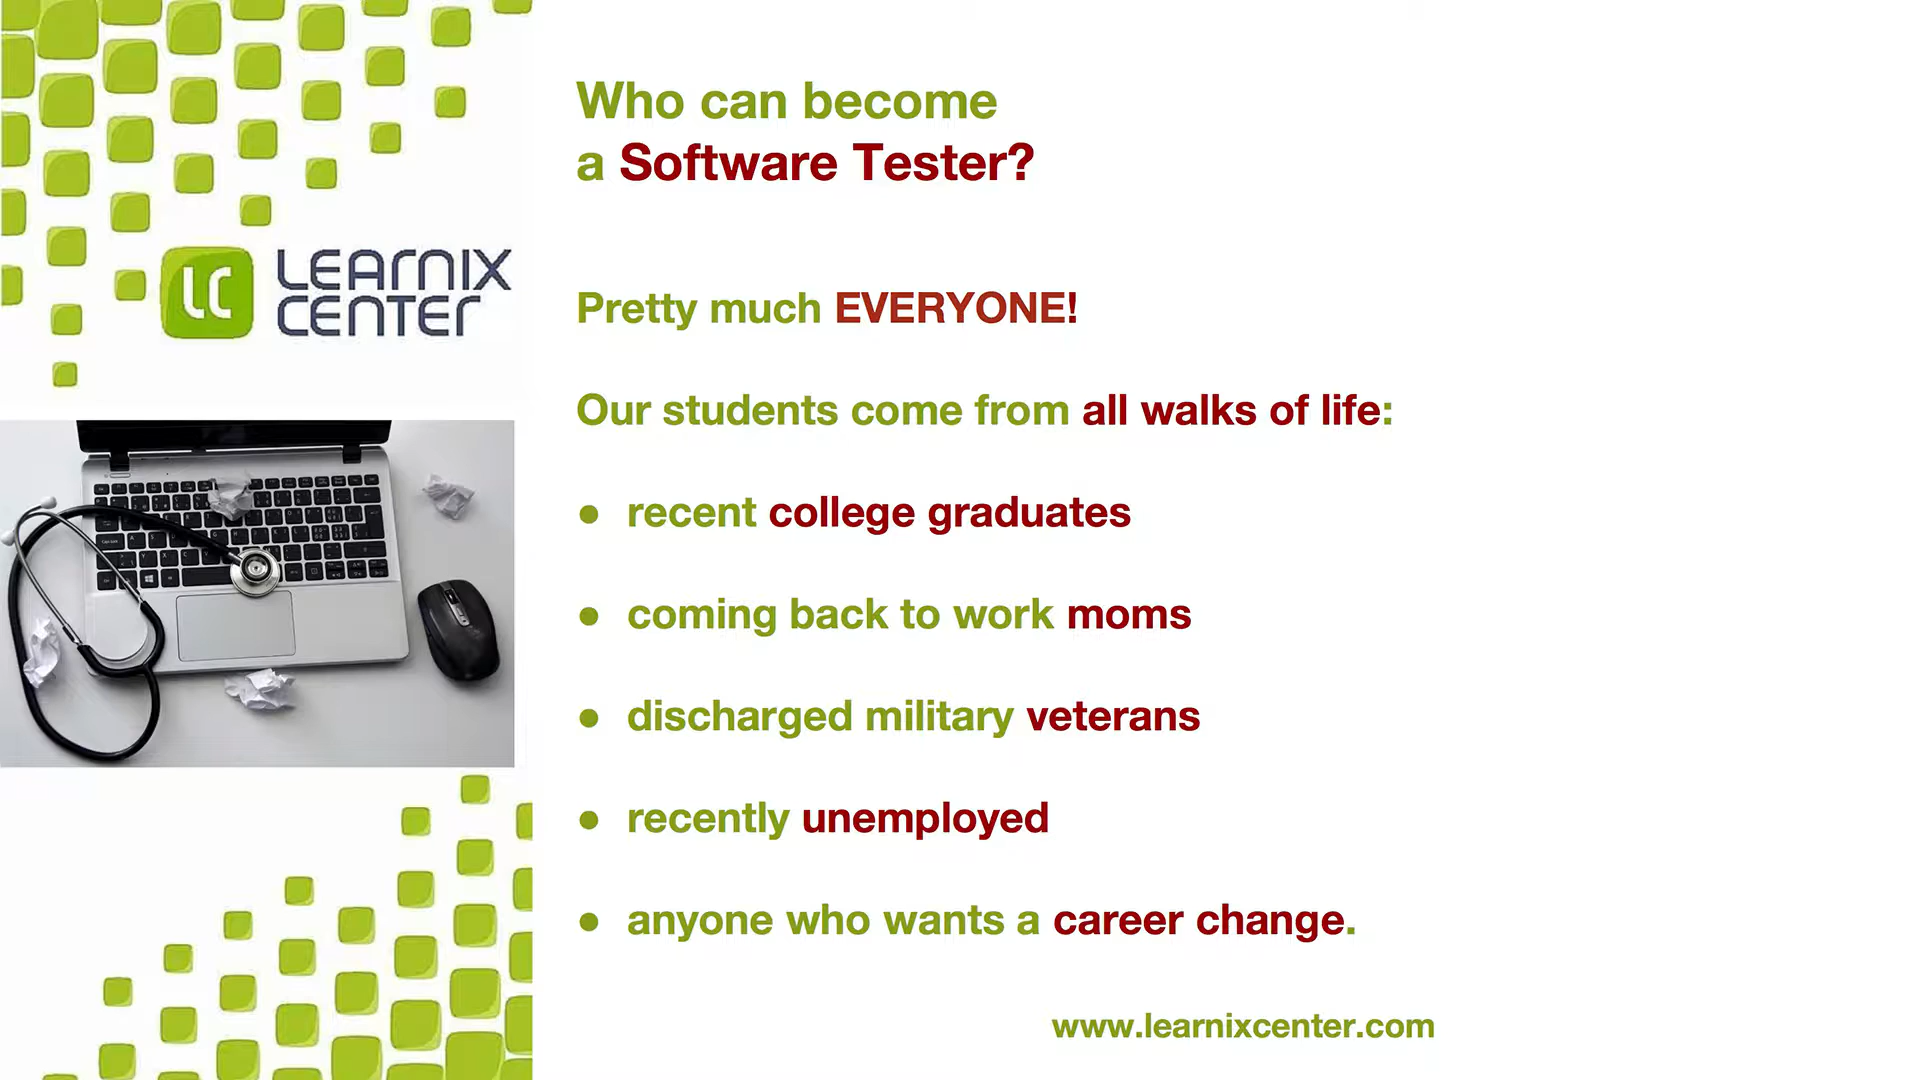 LC LEARNIX
CENTER
Who can become
a Software Tester?
Pretty much EVERYONE!
Our students come from all walks of life:
● recent college graduates
● coming back to work moms
● discharged military veterans
● recently unemployed
● anyone who wants a career change.
www.learnixcenter.com